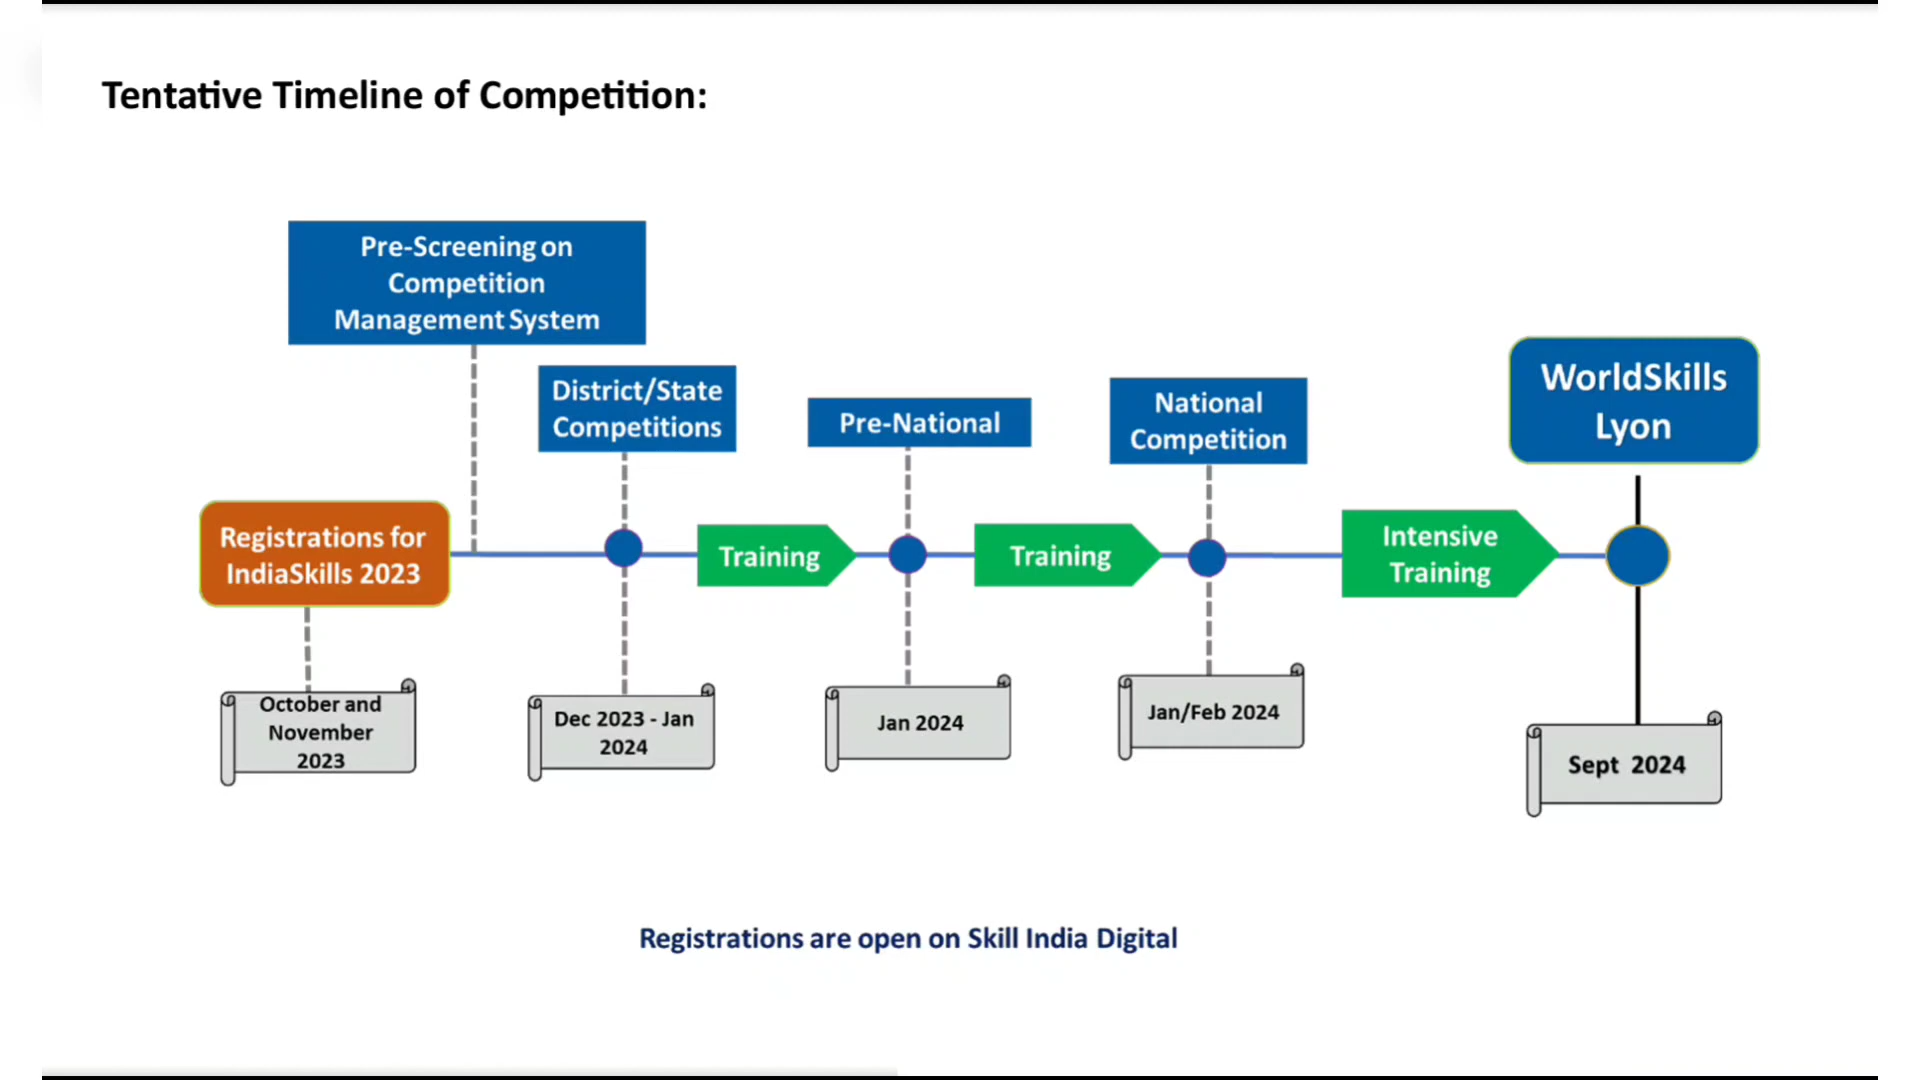 Tentative Timeline of Competition:
Pre-Screening on
Competition
Management System
District/State
Competitions
Pre-National
National
Competition
WorldSkills
Lyon
Registrations for
IndiaSkills 2023
Training
Training
Intensive
Training
October and
November
2023
Dec 2023 - Jan
2024
Jan 2024
Jan/Feb 2024
Sept 2024
Registrations are open on Skill India Digital